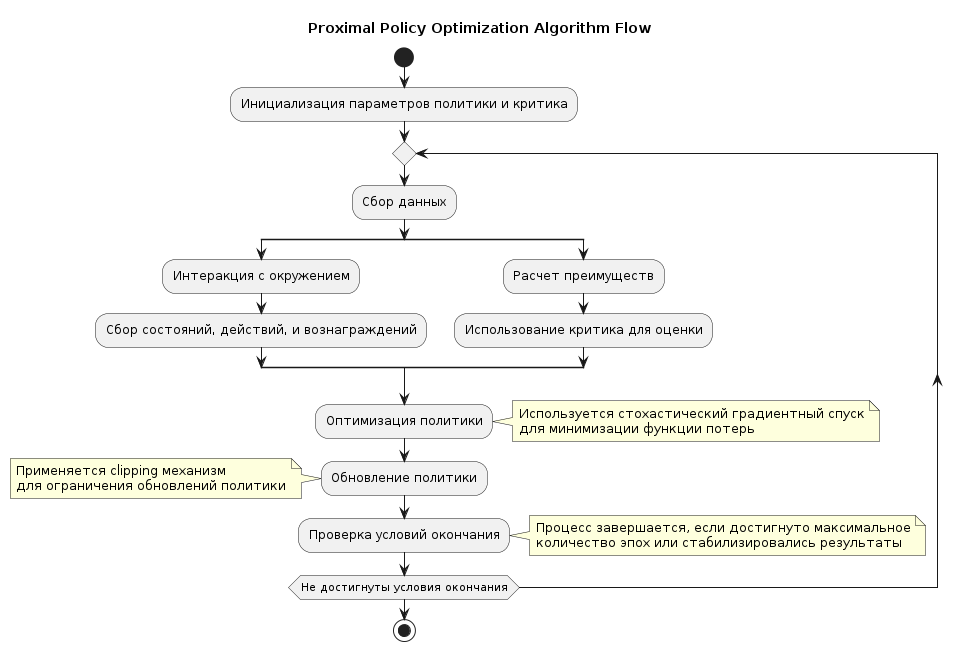 Proximal Policy Optimization Algorithm Flow
Инициализация параметров политики и критика
Сбор данных
Интеракция с окружением
Расчет преимуществ
Сбор состояний, действий, и вознаграждений
Использование критика для оценки
Оптимизация политики
Используется стохастический градиентный спуск
для минимизации функции потерь
Применяется clipping механизм
для ограничения обновлений политики
Обновление политики
Проверка условий окончания
Процесс завершается, если достигнуто максимальное
количество эпох или стабилизировались результаты
Не достигнуты условия окончания